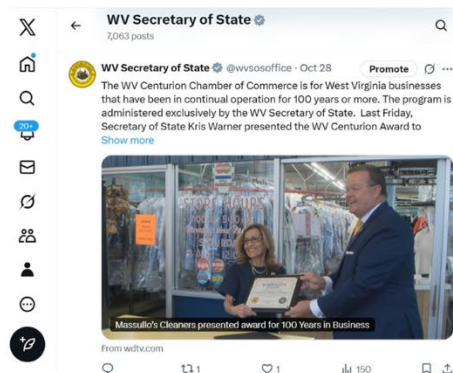 WV Secretary of State
7,063 posts
WV Secretary of State @wvsosoffice · Oct 28
Promote
The WV Centurion Chamber of Commerce is for West Virginia businesses
that have been in continual operation for 100 years or more. The program is
administered exclusively by the WV Secretary of State. Last Friday,
Secretary of State Kris Warner presented the WV Centurion Award to
Show more
20+
STORE HOURS
Massullo's Cleaners presented award for 100 Years in Business
From wdtv.com
1
1
150